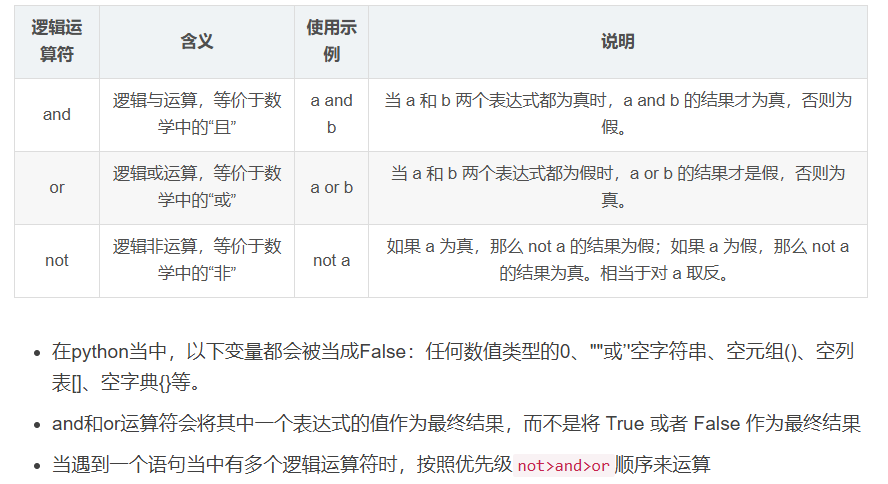 逻辑运
算符
含义
使用示
例
说明
and
逻辑与运算，等价于数
学中的“且”
a and
b
当 a 和 b 两个表达式都为真时，a and b 的结果才为真，否则为
假。
or
逻辑或运算，等价于数
学中的“或”
a or b
当 a 和 b 两个表达式都为假时，a or b 的结果才是假，否则为
真。
not
逻辑非运算，等价于数
学中的“非”
not a
如果 a 为真，那么 not a 的结果为假；如果 a 为假，那么 not a
的结果为真。相当于对 a 取反。
• 在python当中，以下变量都会被当成False：任何数值类型的0、""或''空字符串、空元组()、空列
表[]、空字典{}等。
• and和or运算符会将其中一个表达式的值作为最终结果，而不是将 True 或者 False 作为最终结果
• 当遇到一个语句当中有多个逻辑运算符时，按照优先级 not>and>or 顺序来运算